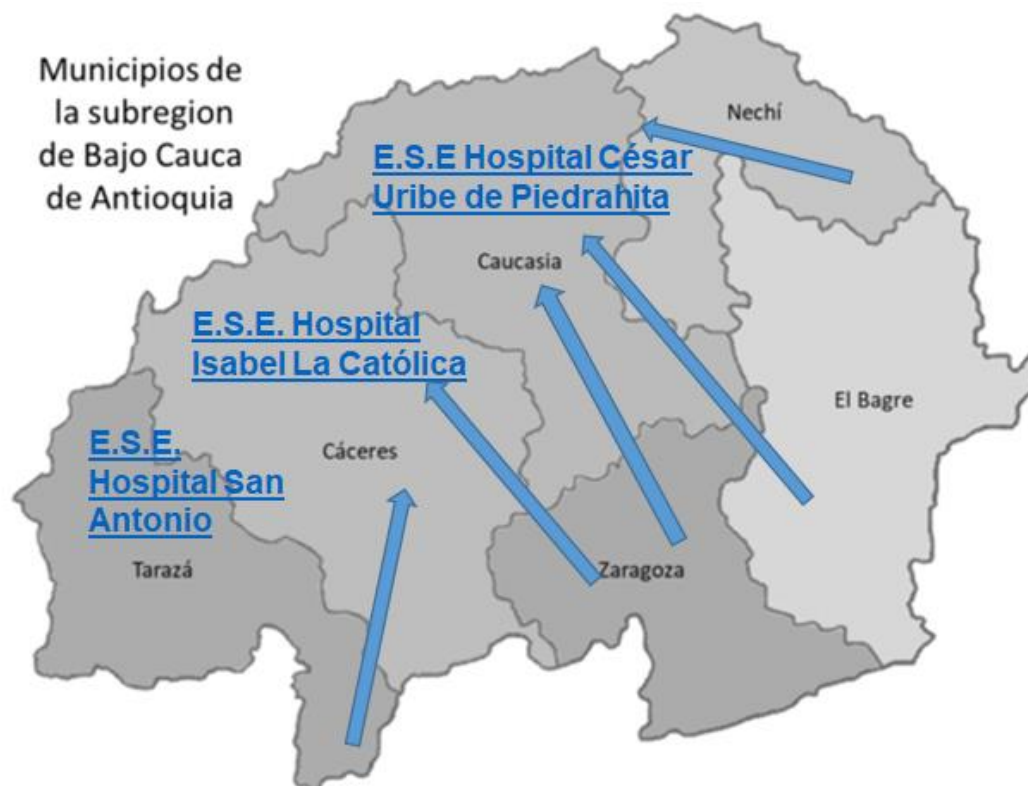 Municipios de
la subregion
de Bajo Cauca
de Antioquia
Nechí
E.S.E Hospital César
Uribe de Piedrahita
Caucasia
E.S.E. Hospital
Isabel La Católica
El Bagre
Cáceres
E.S.E.
Hospital San
Antonio
Tarazá
Zaragoza